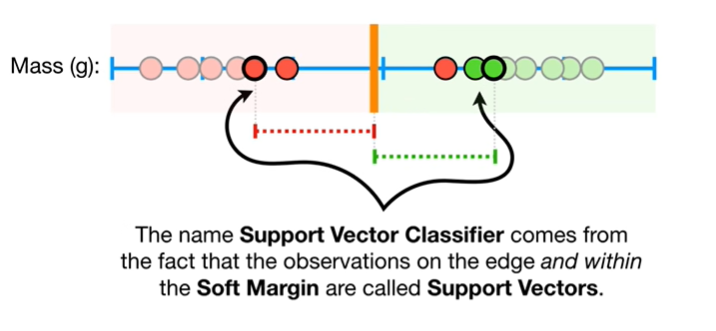 Mass (g):
The name Support Vector Classifier comes from
the fact that the observations on the edge and within
the Soft Margin are called Support Vectors.